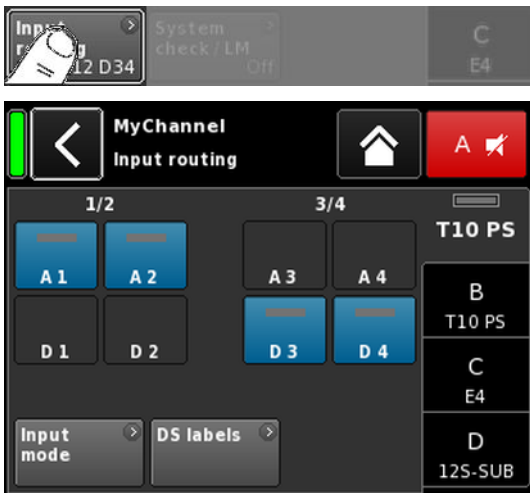 Input
12 D34
System
check / LM
Off
C
E4
MyChannel
Input routing
A
1/2
3/4
T10 PS
A 1
A 2
A 3
A 4
B
T10 PS
D 1
D 2
D 3
D 4
C
E4
Input
mode
DS labels
D
12S-SUB